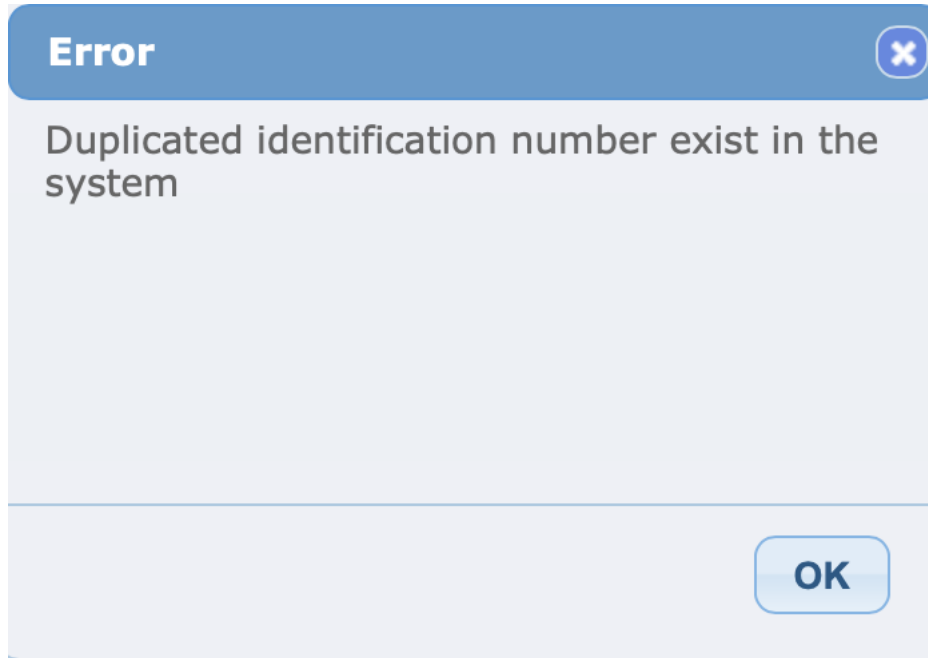 Error
Duplicated identification number exist in the
system
OK